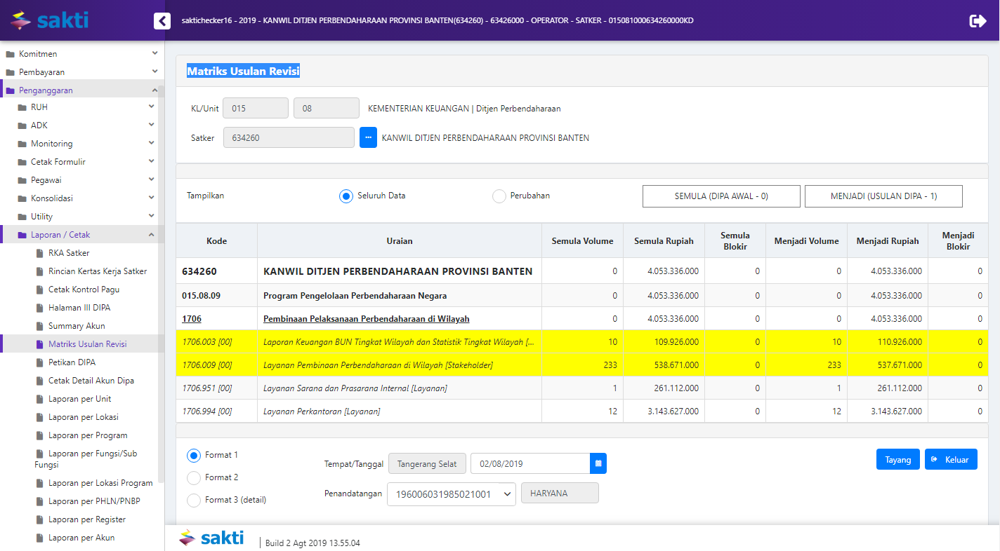 sakti
saktichecker16 - 2019 - KANWIL DITJEN PERBENDAHARAAN PROVINSI BANTEN(634260) - 63426000 - OPERATOR - SATKER - 015081000634260000KD
Komitmen
Pembayaran
Penganggaran
RUH
ADK
Monitoring
Cetak Formulir
Pegawai
Konsolidasi
Utility
Laporan / Cetak
RKA Satker
Rincian Kertas Kerja Satker
Cetak Kontrol Pagu
Halaman III DIPA
Summary Akun
Matriks Usulan Revisi
Petikan DIPA
Cetak Detail Akun Dipa
Laporan per Unit
Laporan per Lokasi
Laporan per Program
Laporan per Fungsi/Sub
Fungsi
Laporan per Lokasi Program
Laporan per PHLN/PNBP
Laporan per Register
Laporan per Akun
Matriks Usulan Revisi
KL/Unit 015 08 KEMENTERIAN KEUANGAN | Ditjen Perbendaharaan
Satker 634260 ... KANWIL DITJEN PERBENDAHARAAN PROVINSI BANTEN
Tampilkan Seluruh Data Perubahan SEMULA (DIPA AWAL - 0) MENJADI (USULAN DIPA - 1)
Kode Uraian Semula Volume Semula Rupiah Semula Blokir Menjadi Volume Menjadi Rupiah Menjadi Blokir
634260 KANWIL DITJEN PERBENDAHARAAN PROVINSI BANTEN 0 4.053.336.000 0 0 4.053.336.000 0
015.08.09 Program Pengelolaan Perbendaharaan Negara 0 4.053.336.000 0 0 4.053.336.000 0
1706 Pembinaan Pelaksanaan Perbendaharaan di Wilayah 0 4.053.336.000 0 0 4.053.336.000 0
1706.003 [00] Laporan Keuangan BUN Tingkat Wilayah dan Statistik Tingkat Wilayah [... 10 109.926.000 0 10 110.926.000 0
1706.009 [00] Layanan Pembinaan Perbendaharaan di Wilayah [Stakeholder] 233 538.671.000 0 233 537.671.000 0
1706.951 [00] Layanan Sarana dan Prasarana Internal [Layanan] 1 261.112.000 0 1 261.112.000 0
1706.994 [00] Layanan Perkantoran [Layanan] 12 3.143.627.000 0 12 3.143.627.000 0
Format 1
Format 2
Format 3 (detail)
Tempat/Tanggal Tangerang Selat 02/08/2019
Penandatangan 196006031985021001 HARYANA
Tayang Keluar
sakti | Build 2 Agt 2019 13.55.04